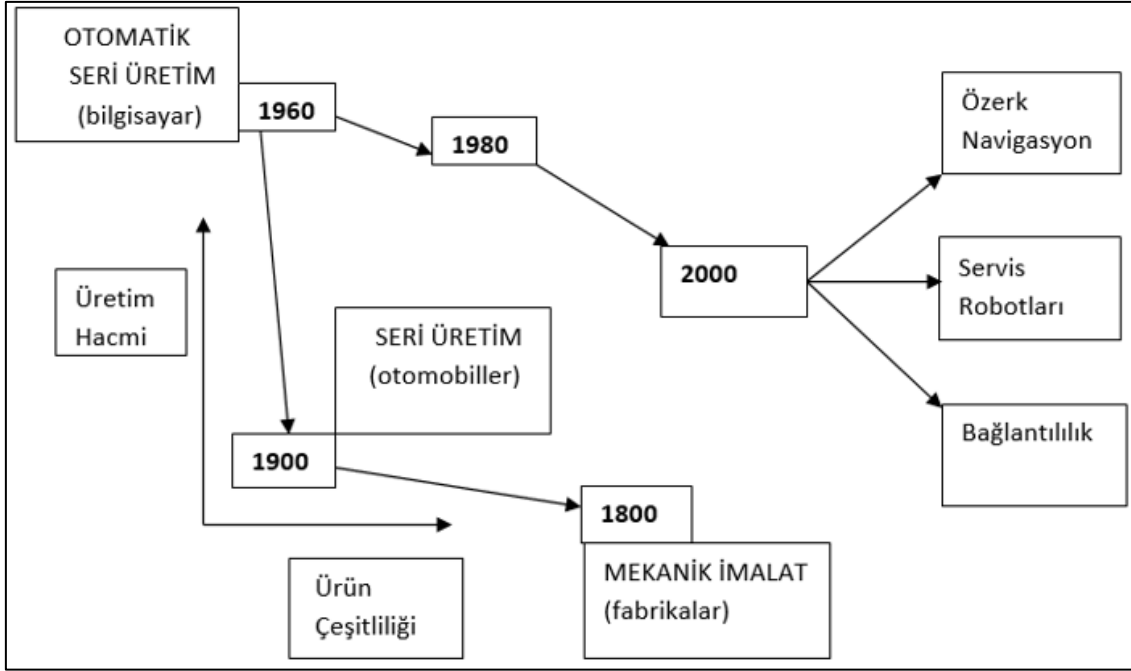 OTOMATİK
SERİ ÜRETİM
(bilgisayar)
1960
1980
Özerk
Navigasyon
2000
Servis
Robotları
Üretim
Hacmi
SERİ ÜRETİM
(otomobiller)
Bağlantılılık
1900
1800
MEKANİK İMALAT
(fabrikalar)
Ürün
Çeşitliliği